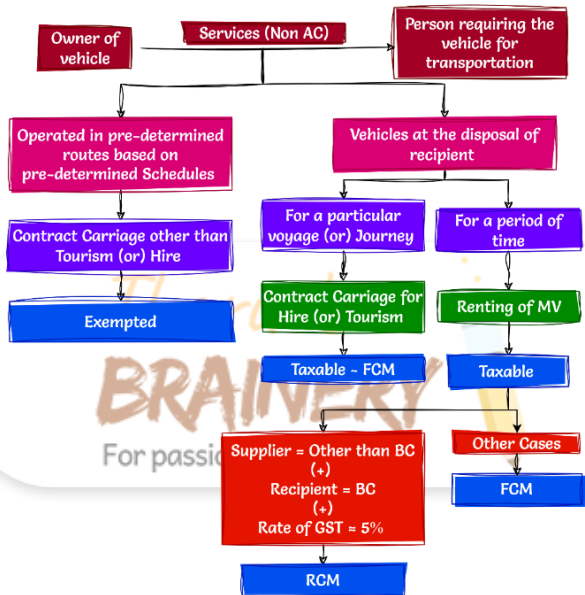 Owner of
vehicle
Services (Non AC)
Person requiring the
vehicle for
transportation
Operated in pre-determined
routes based on
pre-determined Schedules
Vehicles at the disposal of
recipient
Contract Carriage other than
Tourism (or) Hire
For a particular
voyage (or) Journey
For a period of
time
Exempted
Contract Carriage for
Hire (or) Tourism
Renting of MV
Taxable - FCM
Taxable
BRAINERY
For
Supplier = Other than BC
(+)
Recipient = BC
(+)
Rate of GST = 5%
Other Cases
FCM
RCM